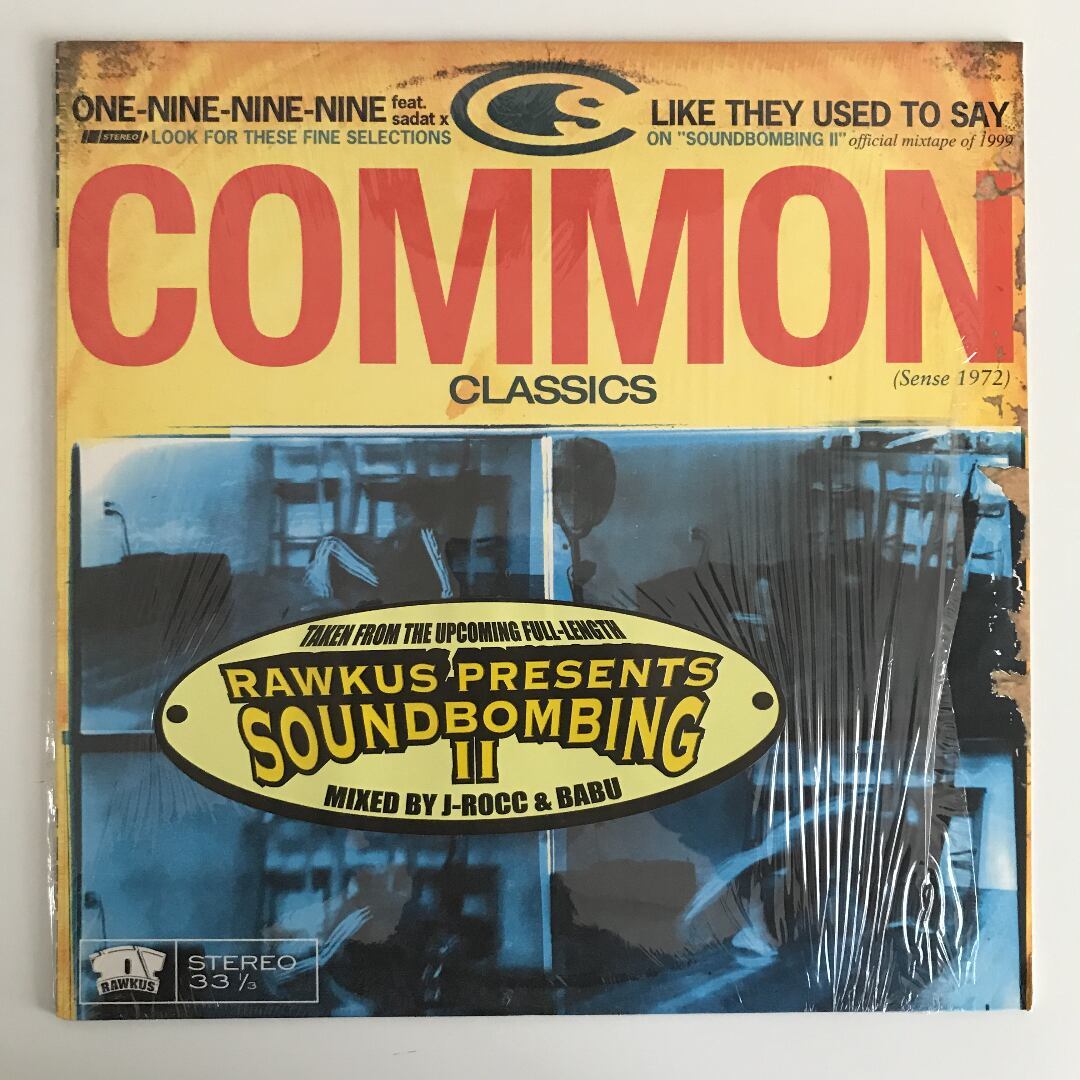 ONE-NINE-NINE-NINE feat. sadat x
CS
LIKE THEY USED TO SAY
STEREO LOOK FOR THESE FINE SELECTIONS
ON "SOUNDBOMBING II" official mixtape of 1999
COMMON
CLASSICS
(Sense 1972)
TAKEN FROM THE UPCOMING FULL-LENGTH
RAWKUS PRESENTS
SOUNDBOMBING
II
MIXED BY J-ROCC & BABU
RAWKUS
STEREO
33 1/3